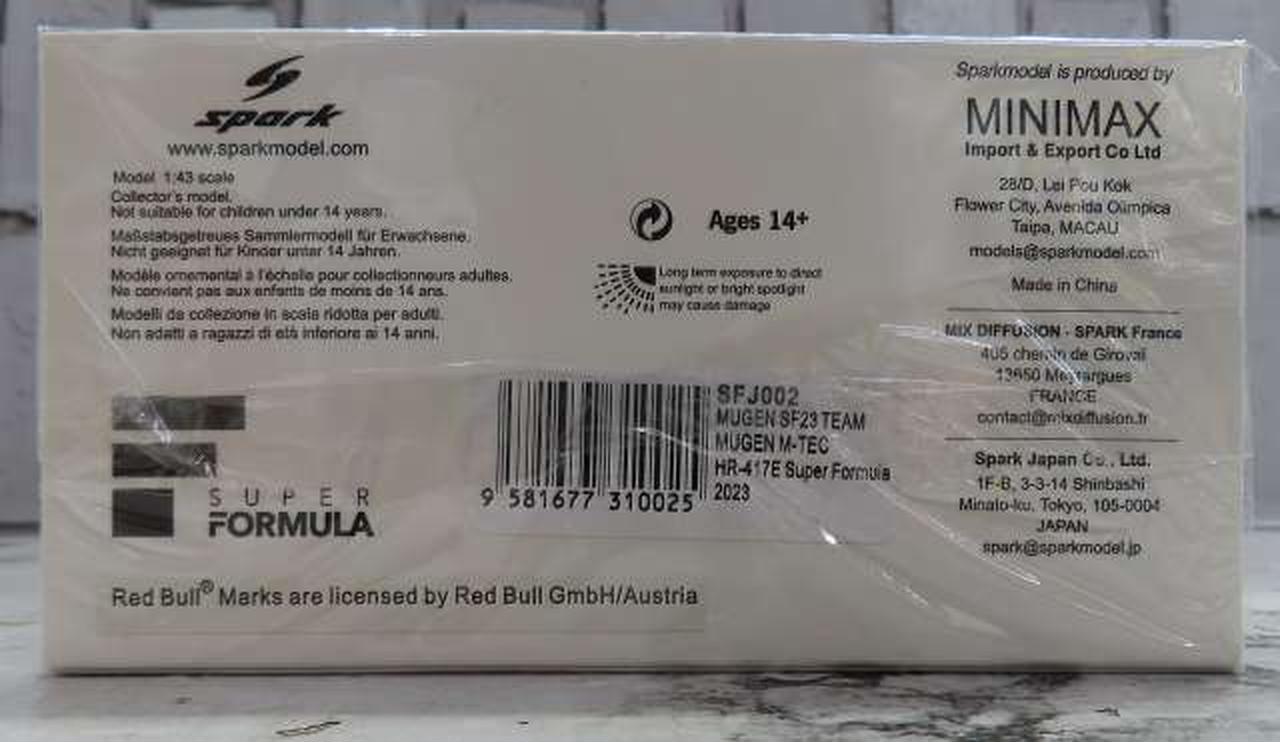 spark
www.sparkmodel.com
Model 1:43 scale
Collector's model.
Not suitable for children under 14 years.
Maßstabsgetreues Sammlermodell für Erwachsene.
Nicht geeignet für Kinder unter 14 Jahren.
Modèle ornemental à l'échelle pour collectionneurs adultes.
Ne convient pas aux enfants de moins de 14 ans.
Modelli da collezione in scala ridotta per adulti.
Non adatti a ragazzi di età inferiore ai 14 anni.
Ages 14+
Long term exposure to direct
sunlight or bright spotlight
may cause damage
SUPER
FORMULA
9 581677 310025
SFJ002
MUGEN SF23 TEAM
MUGEN M-TEC
HR-417E Super Formula
2023
Red Bull® Marks are licensed by Red Bull GmbH/Austria
Sparkmodel is produced by
MINIMAX
Import & Export Co Ltd
28/D, Lei Pou Kok
Flower City, Avenida Olimpica
Taipa, MACAU
models@sparkmodel.com
Made in China
MIX DIFFUSION - SPARK France
405 chemin de
13650 Meyrargues
FRANCE
contact@mixdiffusion.fr
Spark Japan Co., Ltd.
1F-B, 3-3-14 Shinbashi
Minato-ku, Tokyo, 105-0004
JAPAN
spark@sparkmodel.jp